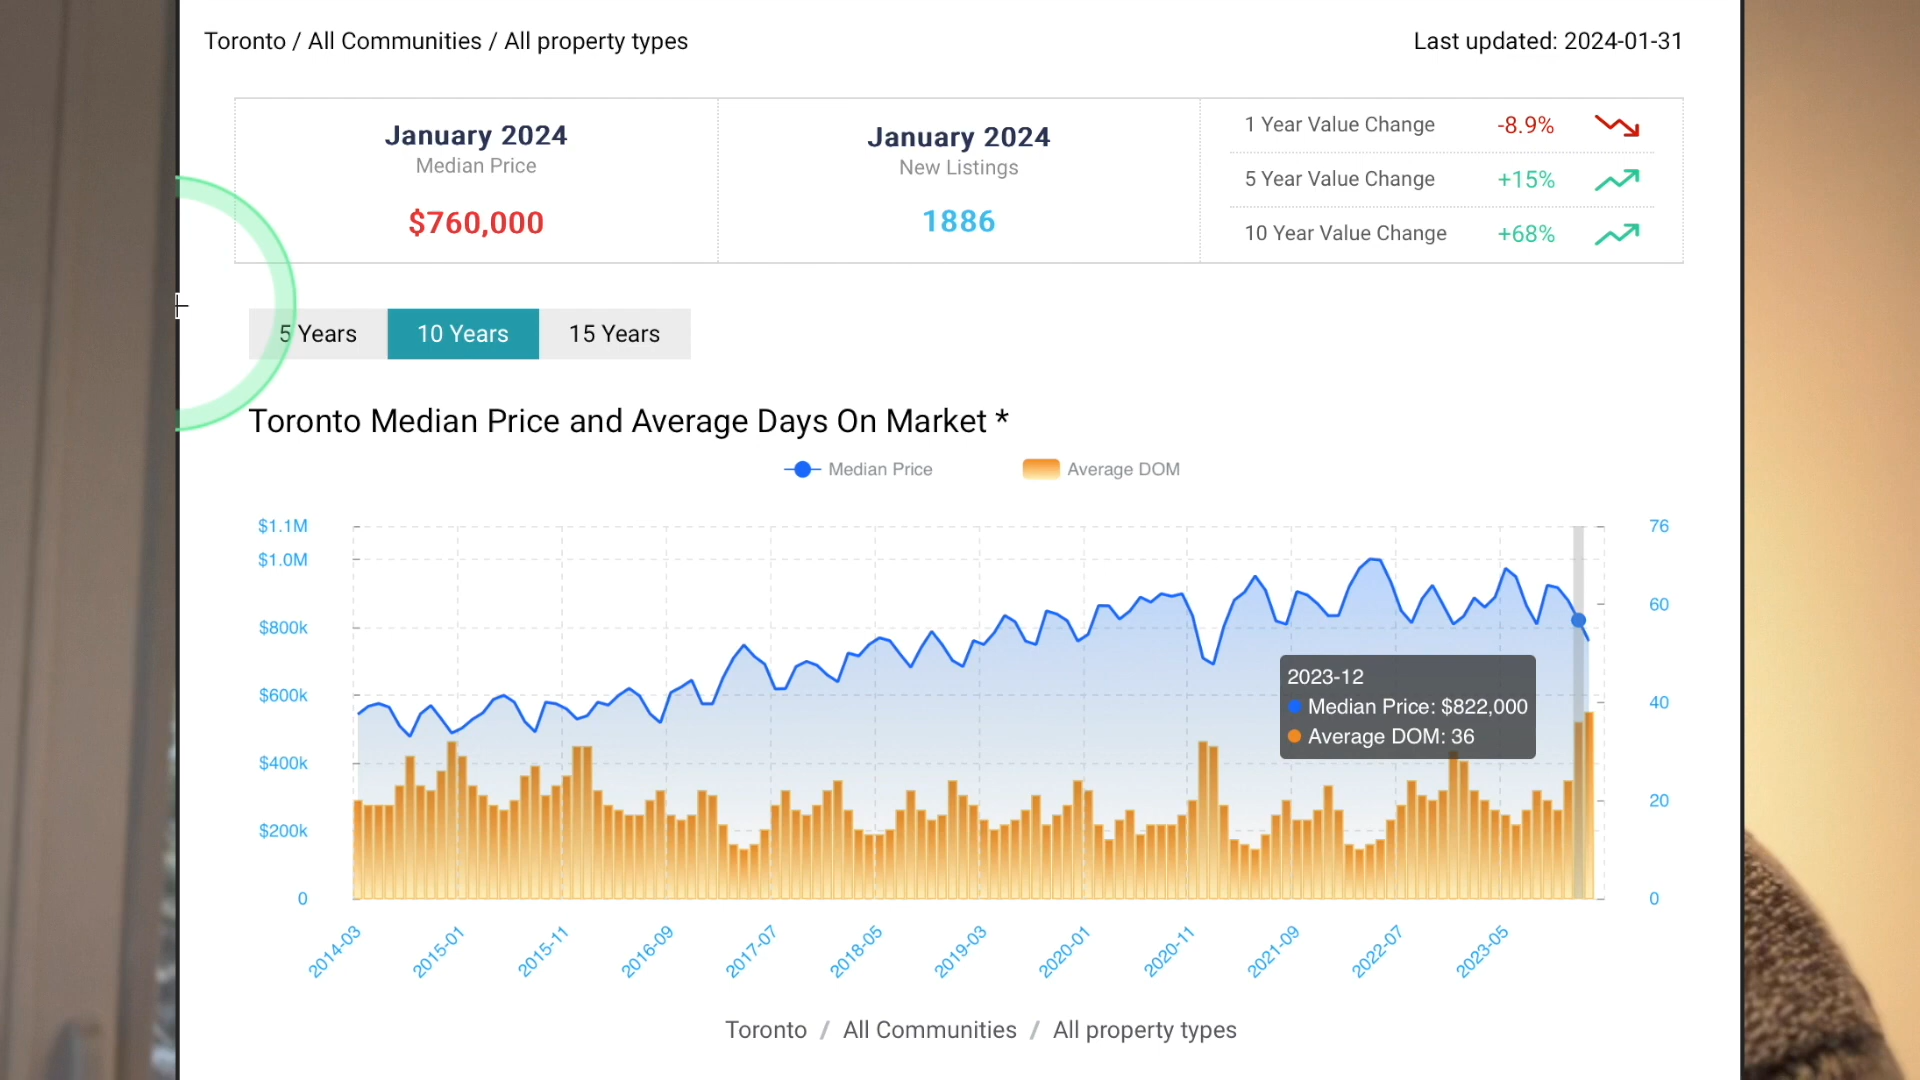 Toronto / All Communities / All property types
Last updated: 2024-01-31
January 2024
Median Price
$760,000
January 2024
New Listings
1886
1 Year Value Change -8.9%
5 Year Value Change +15%
10 Year Value Change +68%
5 Years 10 Years 15 Years
Toronto Median Price and Average Days On Market *
Median Price Average DOM
$1.1M
$1.0M
$800k
$600k
$400k
$200k
0
76
60
40
20
0
2023-12
Median Price: $822,000
Average DOM: 36
2014-03 2015-01 2015-11 2016-09 2017-07 2018-05 2019-03 2020-01 2020-11 2021-09 2022-07 2023-05
Toronto / All Communities / All property types